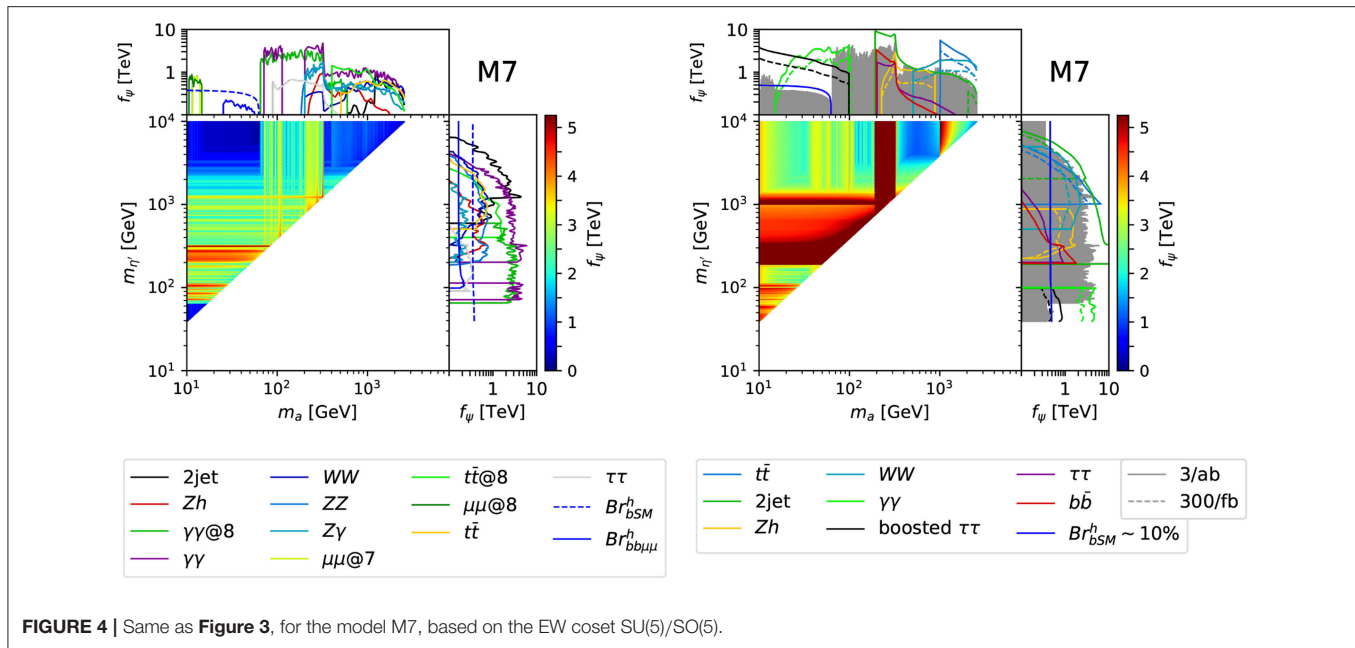 10
1
f_ψ [TeV]
M7
10^4
10^3
10^2
10^1
m_η′ [GeV]
10^1
10^2
10^3
m_a [GeV]
1
10
f_ψ [TeV]
5
4
3
2
1
0
f_ψ [TeV]
10
1
f_ψ [TeV]
M7
10^4
10^3
10^2
10^1
m_η′ [GeV]
10^1
10^2
10^3
m_a [GeV]
1
10
f_ψ [TeV]
5
4
3
2
1
0
f_ψ [TeV]
2jet
Zh
γγ@8
γγ
WW
ZZ
Zγ
μμ@7
tt̄@8
μμ@8
tt̄
ττ
Br^h_bSM
Br^h_bbμμ
tt̄
2jet
Zh
WW
γγ
boosted ττ
ττ
bb̄
Br^h_bSM ~ 10%
3/ab
300/fb
FIGURE 4 | Same as Figure 3, for the model M7, based on the EW coset SU(5)/SO(5).